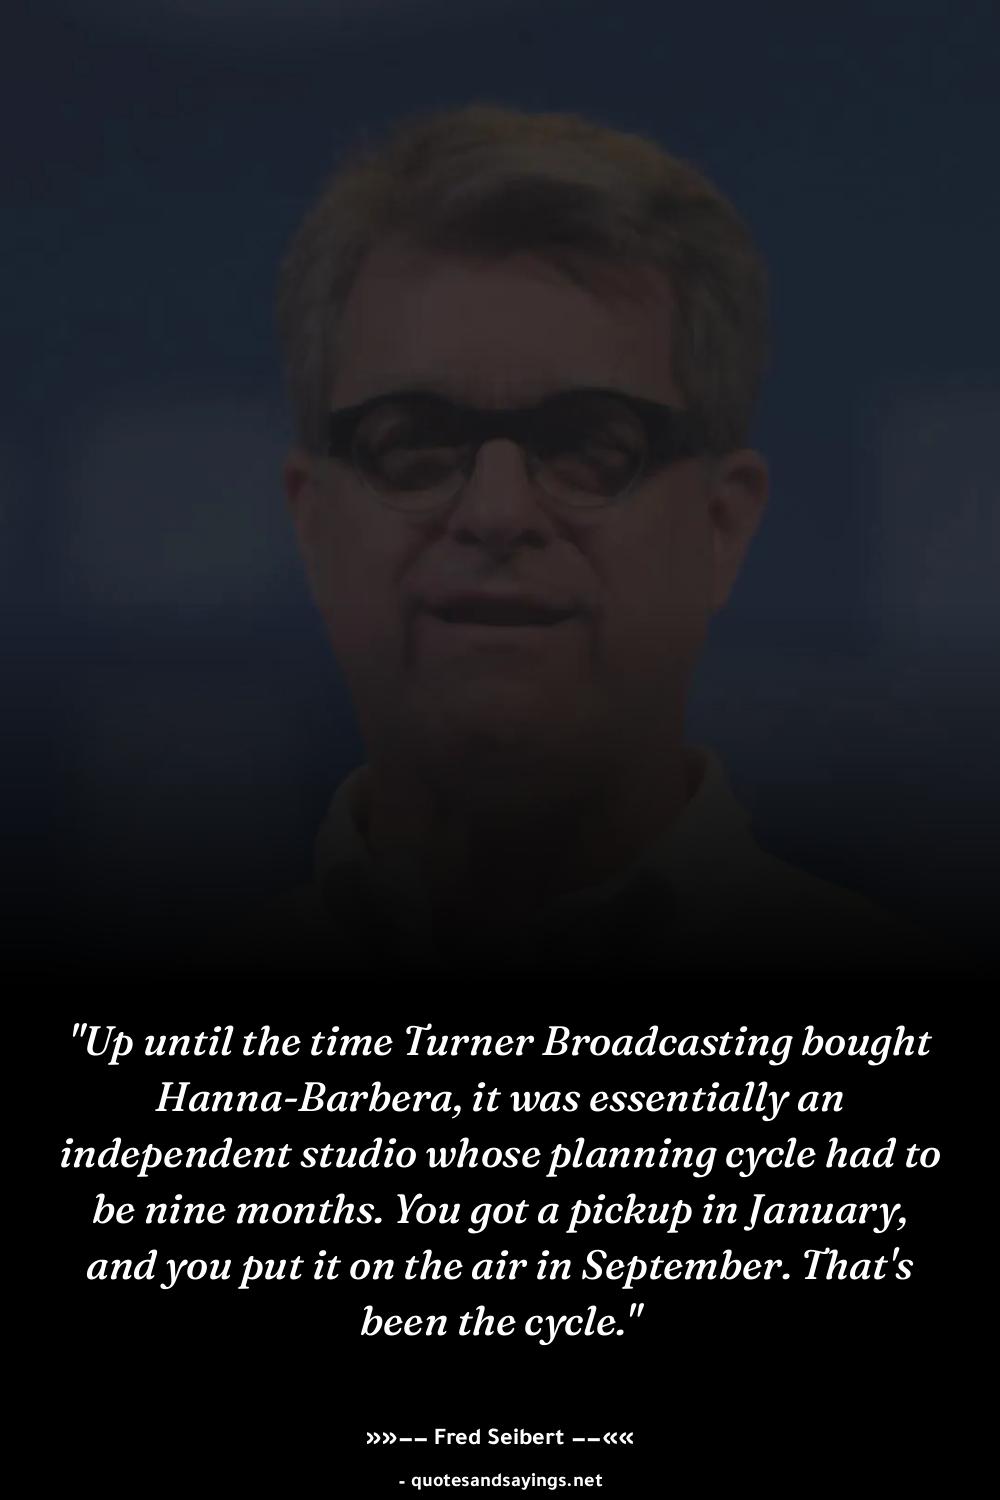 "Up until the time Turner Broadcasting bought
Hanna-Barbera, it was essentially an
independent studio whose planning cycle had to
be nine months. You got a pickup in January,
and you put it on the air in September. That's
been the cycle."
»»–– Fred Seibert ––««
- quotesandsayings.net